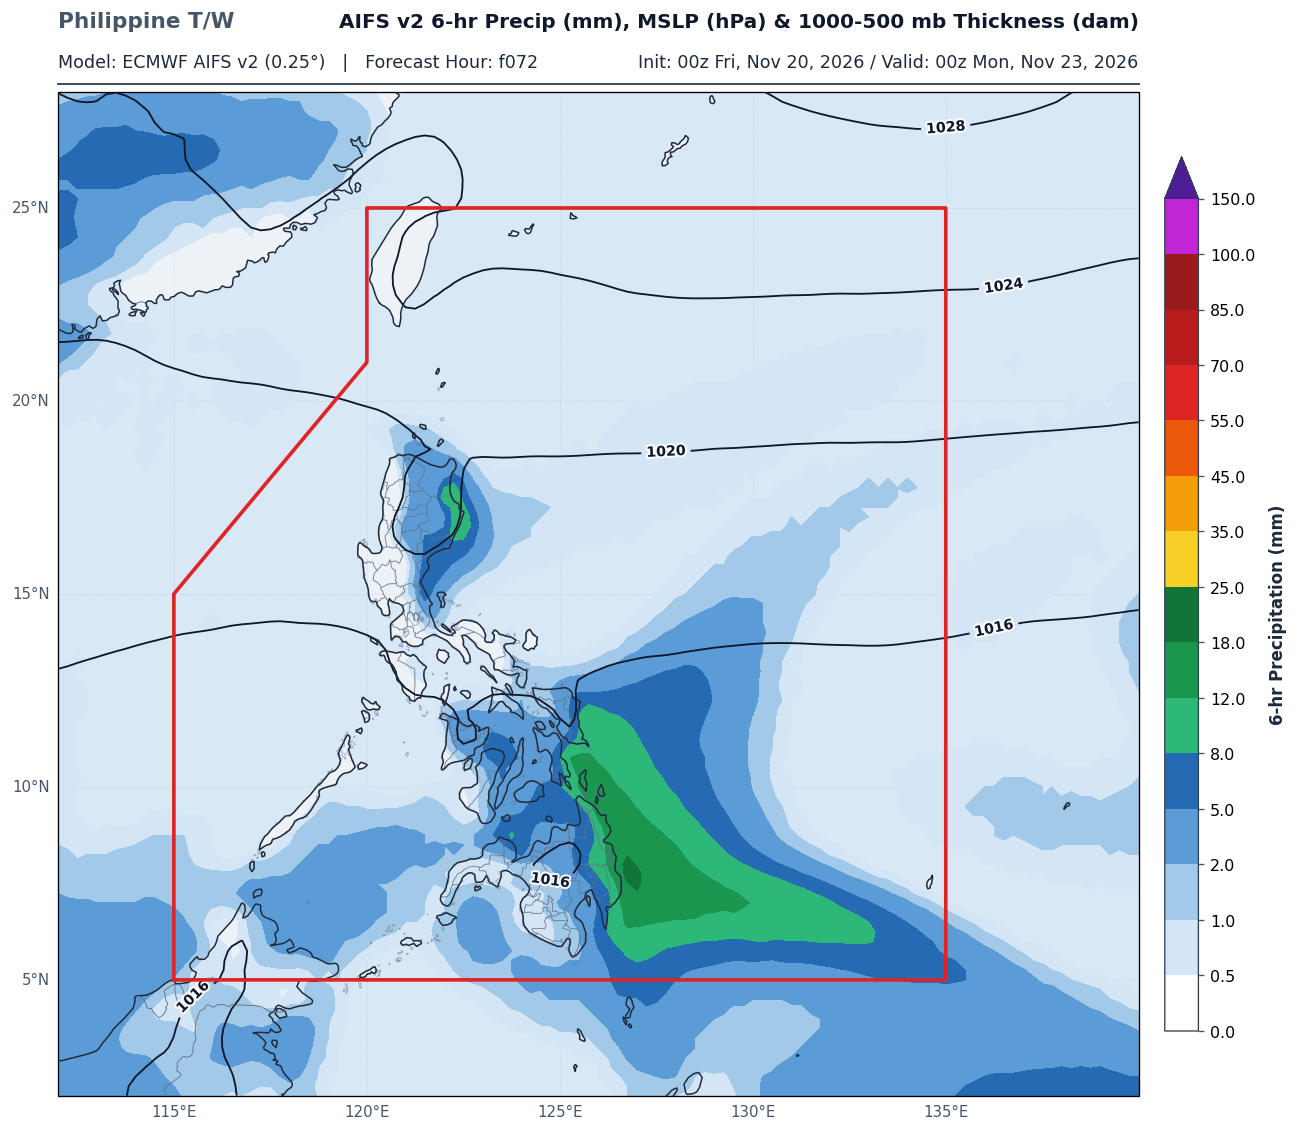 Philippine T/W
AIFS v2 6-hr Precip (mm), MSLP (hPa) & 1000-500 mb Thickness (dam)
Model: ECMWF AIFS v2 (0.25°)   |   Forecast Hour: f072
Init: 00z Fri, Nov 20, 2026 / Valid: 00z Mon, Nov 23, 2026
1028
25°N
1024
20°N
1020
15°N
1016
10°N
1016
5°N
1016
115°E
120°E
125°E
130°E
135°E
150.0
100.0
85.0
70.0
55.0
45.0
35.0
25.0
18.0
12.0
8.0
5.0
2.0
1.0
0.5
0.0
6-hr Precipitation (mm)